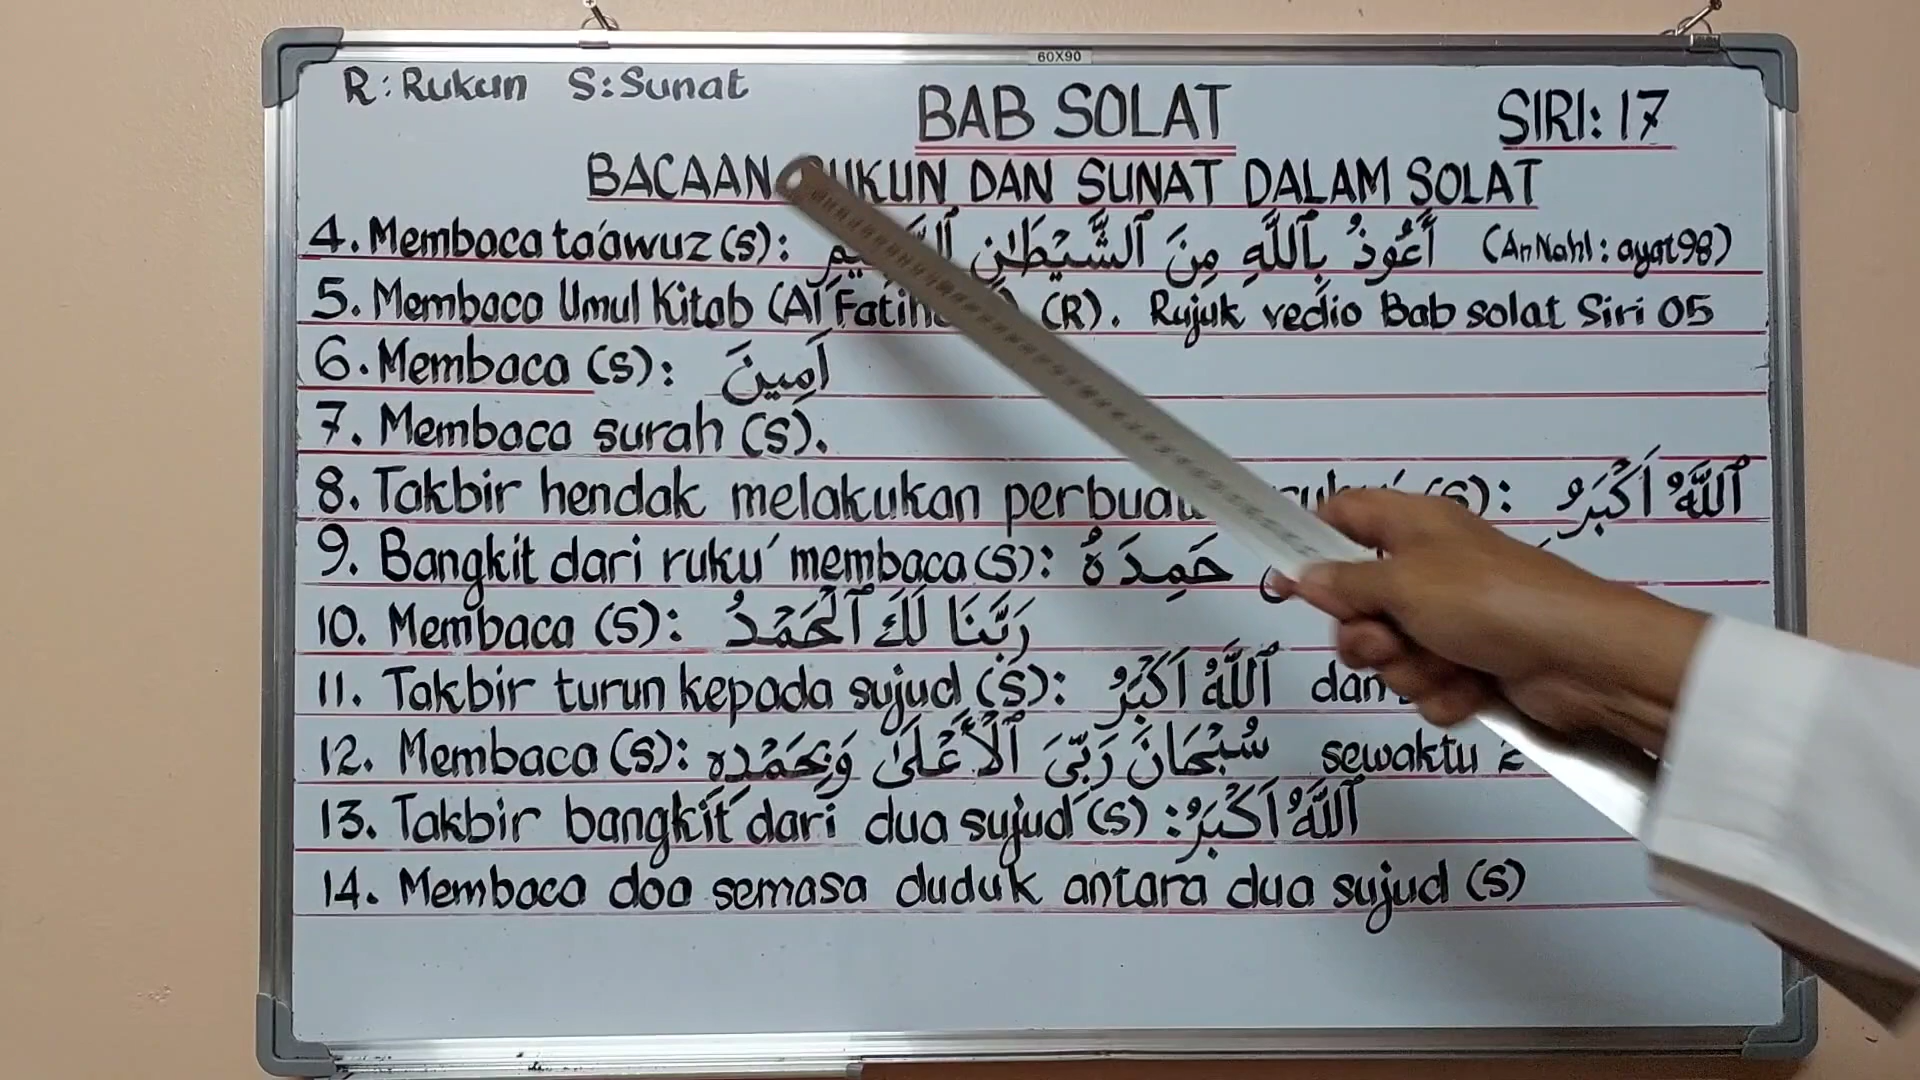 60X90
R: Rukun S: Sunat
BAB SOLAT
SIRI: 17
BACAAN RUKUN DAN SUNAT DALAM SOLAT
4. Membaca ta'awuz (S): أَعُوْذُ بِٱللَّهِ مِنَ ٱلشَّيْطَٰنِ (An Nahl: ayat 98)
5. Membaca Umul Kitab (Al (R). Rujuk vedio Bab solat Siri 05
6. Membaca (S): اَمِينَ
7. Membaca surah (S).
8. Takbir hendak melakukan (S): ٱللَّهُ اَكْبَرُ
9. Bangkit dari ruku' membaca (S): حَمِدَهُ
10. Membaca (S): رَبَّنَا لَكَ ٱلْحَمْدُ
11. Takbir turun kepada sujud (S): ٱللَّهُ اَكْبَرُ dan
12. Membaca (S): سُبْحَانَ رَبِّيَ ٱلْأَعْلَىٰ وَبِحَمْدِهِ sewaktu 2
13. Takbir bangkit dari dua sujud (S): ٱللَّهُ اَكْبَرُ
14. Membaca doa semasa duduk antara dua sujud (S)